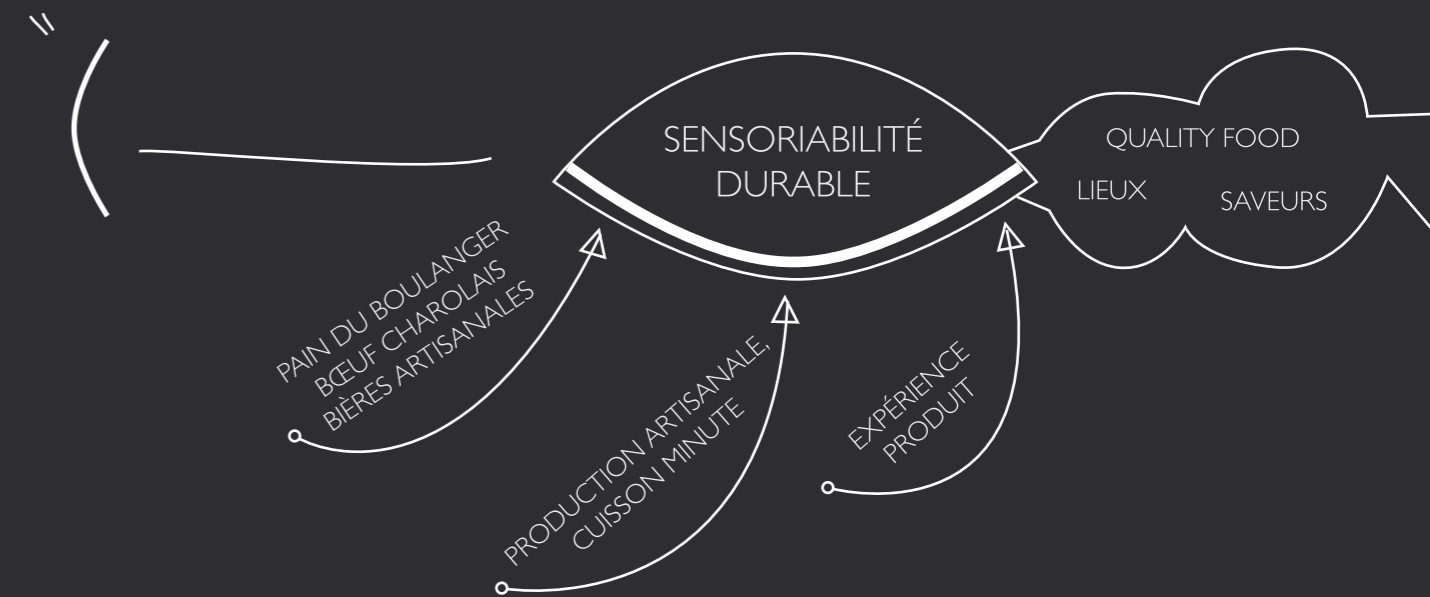 SENSORIABILITÉ
DURABLE
QUALITY FOOD
LIEUX
SAVEURS
PAIN DU BOULANGER
BŒUF CHAROLAIS
BIÈRES ARTISANALES
PRODUCTION ARTISANALE,
CUISSON MINUTE
EXPÉRIENCE
PRODUIT